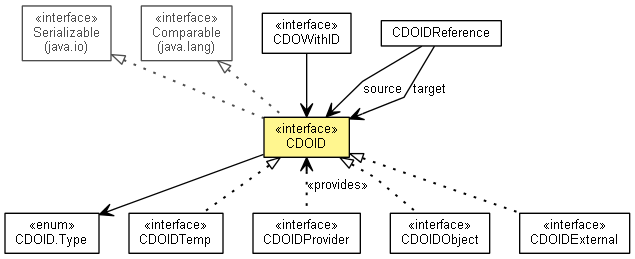 «interface»
Serializable
(java.io)
«interface»
Comparable
(java.lang)
«interface»
CDOWithID
CDOIDReference
source
target
«interface»
CDOID
«provides»
«enum»
CDOID.Type
«interface»
CDOIDTemp
«interface»
CDOIDProvider
«interface»
CDOIDObject
«interface»
CDOIDExternal